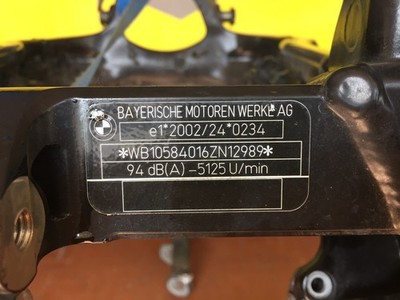 BAYERISCHE MOTOREN WERKE AG
e1*2002/24*0234
*WB10584016ZN12989*
94 dB(A) -5125 U/min